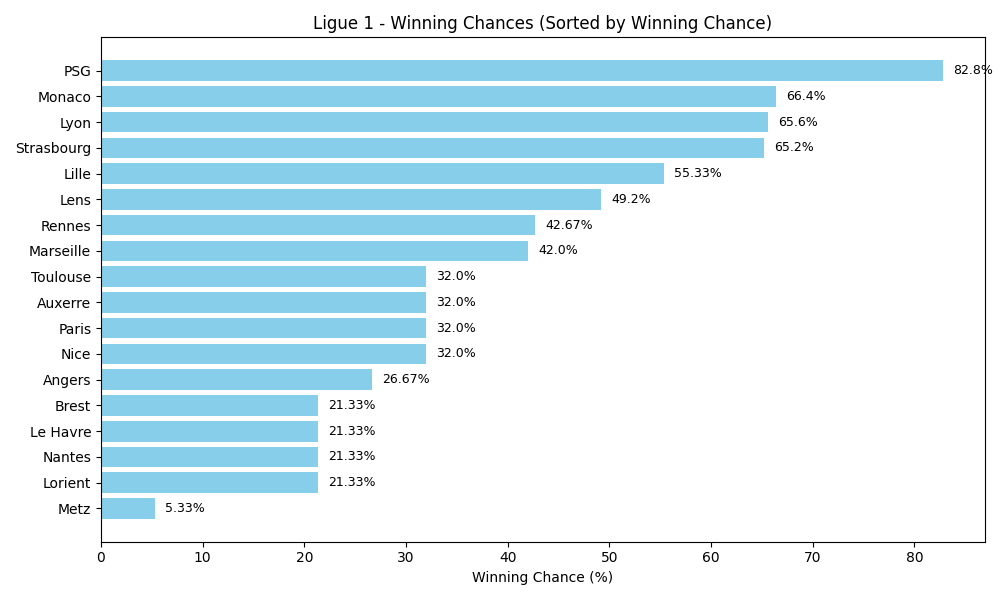 Ligue 1 - Winning Chances (Sorted by Winning Chance)
PSG 82.8%
Monaco 66.4%
Lyon 65.6%
Strasbourg 65.2%
Lille 55.33%
Lens 49.2%
Rennes 42.67%
Marseille 42.0%
Toulouse 32.0%
Auxerre 32.0%
Paris 32.0%
Nice 32.0%
Angers 26.67%
Brest 21.33%
Le Havre 21.33%
Nantes 21.33%
Lorient 21.33%
Metz 5.33%
0 10 20 30 40 50 60 70 80
Winning Chance (%)